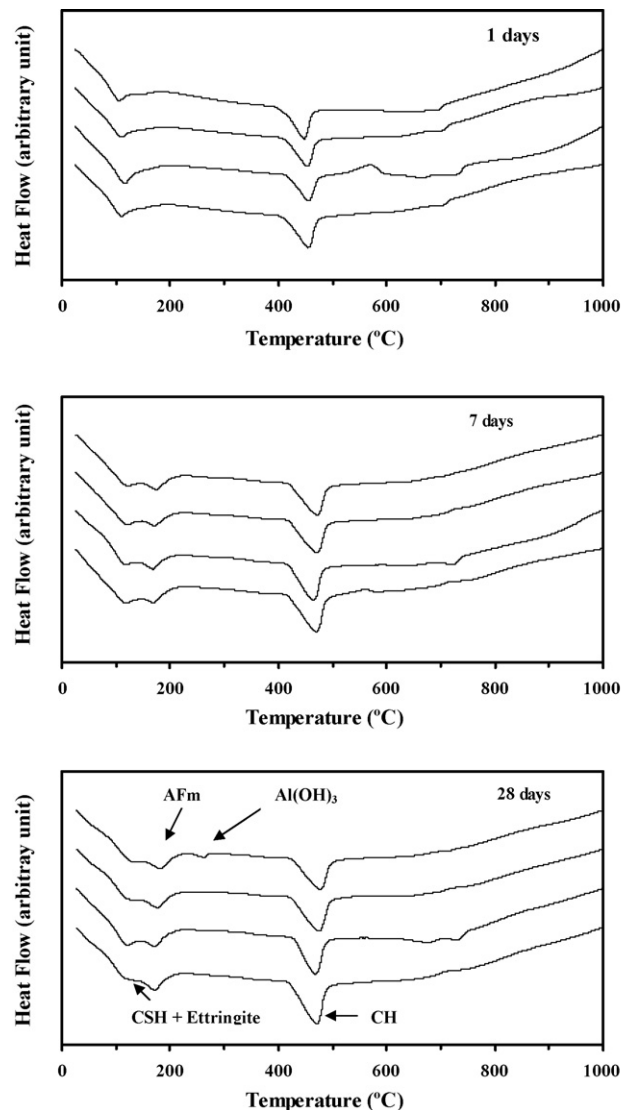 1 days
Heat Flow (arbitrary unit)
0 200 400 600 800 1000
Temperature (ºC)
7 days
Heat Flow (arbitrary unit)
0 200 400 600 800 1000
Temperature (ºC)
AFm Al(OH)₃ 28 days
Heat Flow (arbitray unit)
CSH + Ettringite CH
0 200 400 600 800 1000
Temperature (ºC)